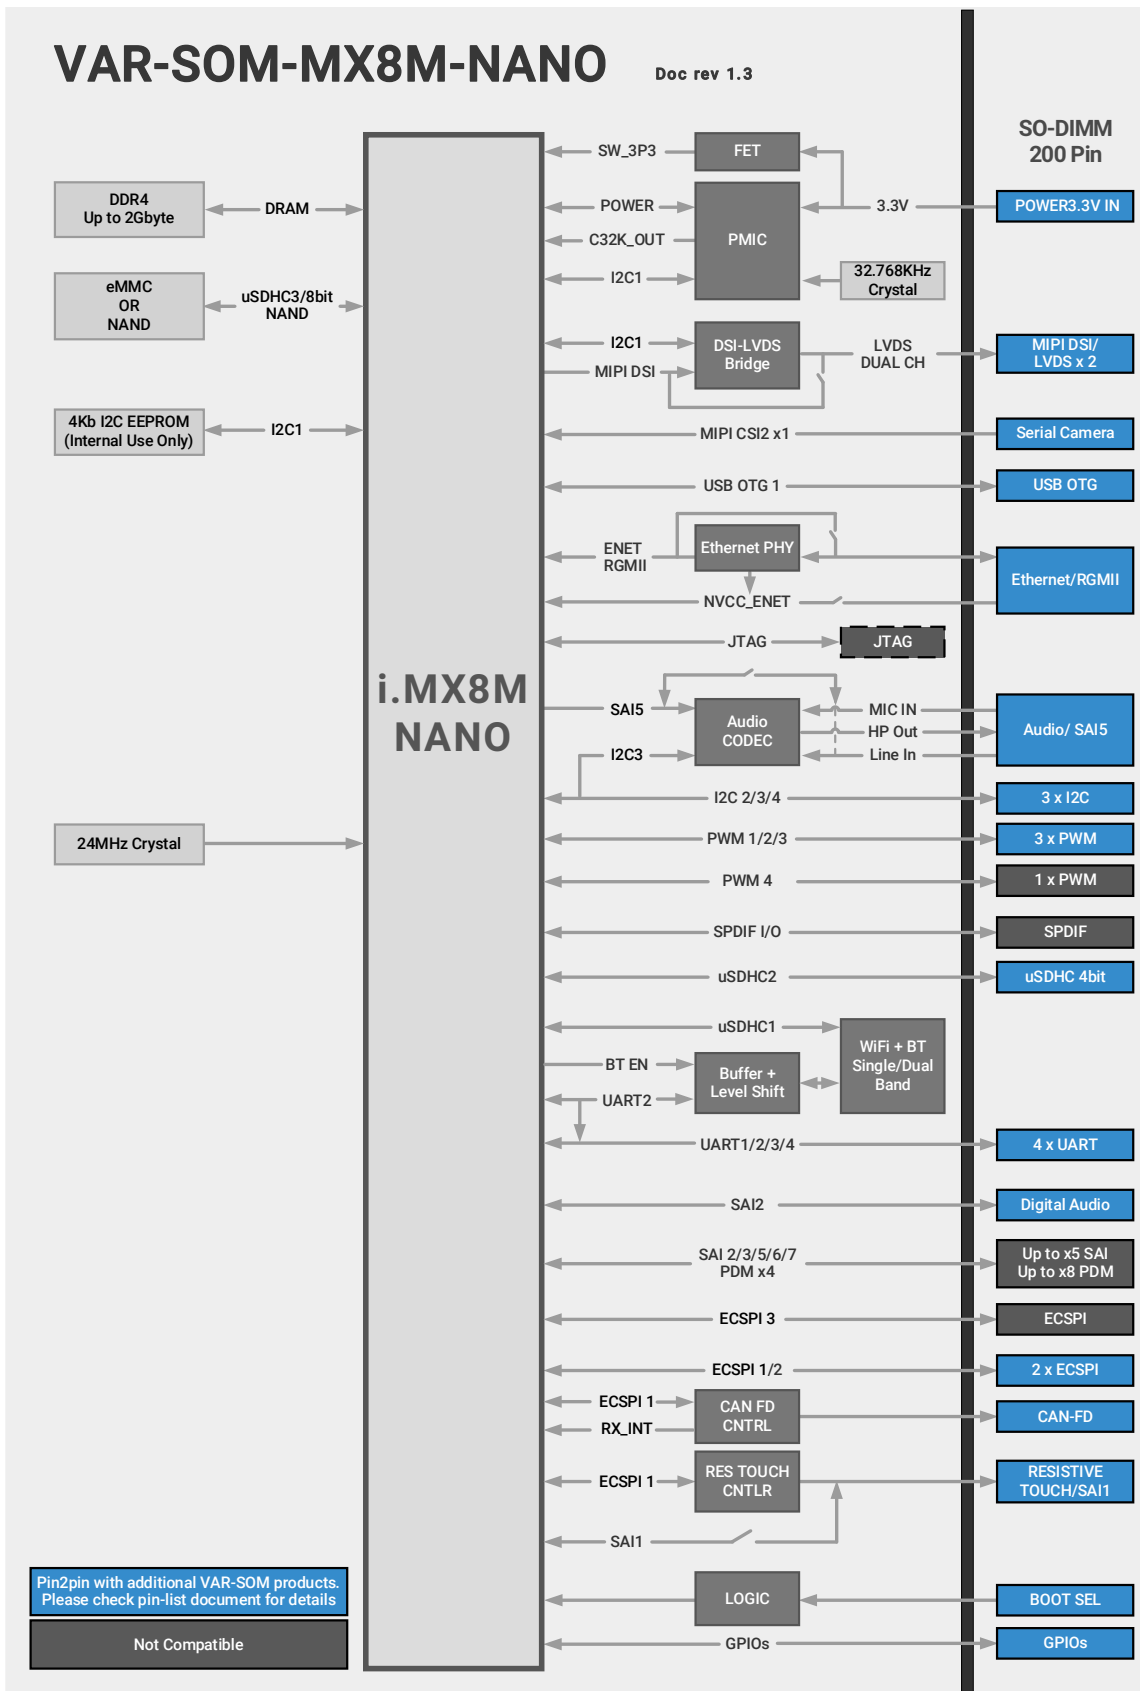 VAR-SOM-MX8M-NANO
Doc rev 1.3
SO-DIMM
200 Pin
SW_3P3
FET
DDR4
Up to 2Gbyte
DRAM
POWER
PMIC
3.3V
POWER3.3V IN
C32K_OUT
I2C1
32.768KHz
Crystal
eMMC
OR
NAND
uSDHC3/8bit
NAND
I2C1
MIPI DSI
DSI-LVDS
Bridge
LVDS
DUAL CH
MIPI DSI/
LVDS x 2
4Kb I2C EEPROM
(Internal Use Only)
I2C1
MIPI CSI2 x1
Serial Camera
USB OTG 1
USB OTG
ENET
RGMII
Ethernet PHY
NVCC_ENET
Ethernet/RGMII
JTAG
JTAG
i.MX8M
NANO
SAI5
I2C3
Audio
CODEC
MIC IN
HP Out
Line In
Audio/ SAI5
I2C 2/3/4
3 x I2C
24MHz Crystal
PWM 1/2/3
3 x PWM
PWM 4
1 x PWM
SPDIF I/O
SPDIF
uSDHC2
uSDHC 4bit
uSDHC1
WiFi + BT
Single/Dual
Band
BT EN
UART2
Buffer +
Level Shift
UART1/2/3/4
4 x UART
SAI2
Digital Audio
SAI 2/3/5/6/7
PDM x4
Up to x5 SAI
Up to x8 PDM
ECSPI 3
ECSPI
ECSPI 1/2
2 x ECSPI
ECSPI 1
RX_INT
CAN FD
CNTRL
CAN-FD
ECSPI 1
RES TOUCH
CNTLR
RESISTIVE
TOUCH/SAI1
SAI1
LOGIC
BOOT SEL
GPIOs
GPIOs
Pin2pin with additional VAR-SOM products.
Please check pin-list document for details
Not Compatible